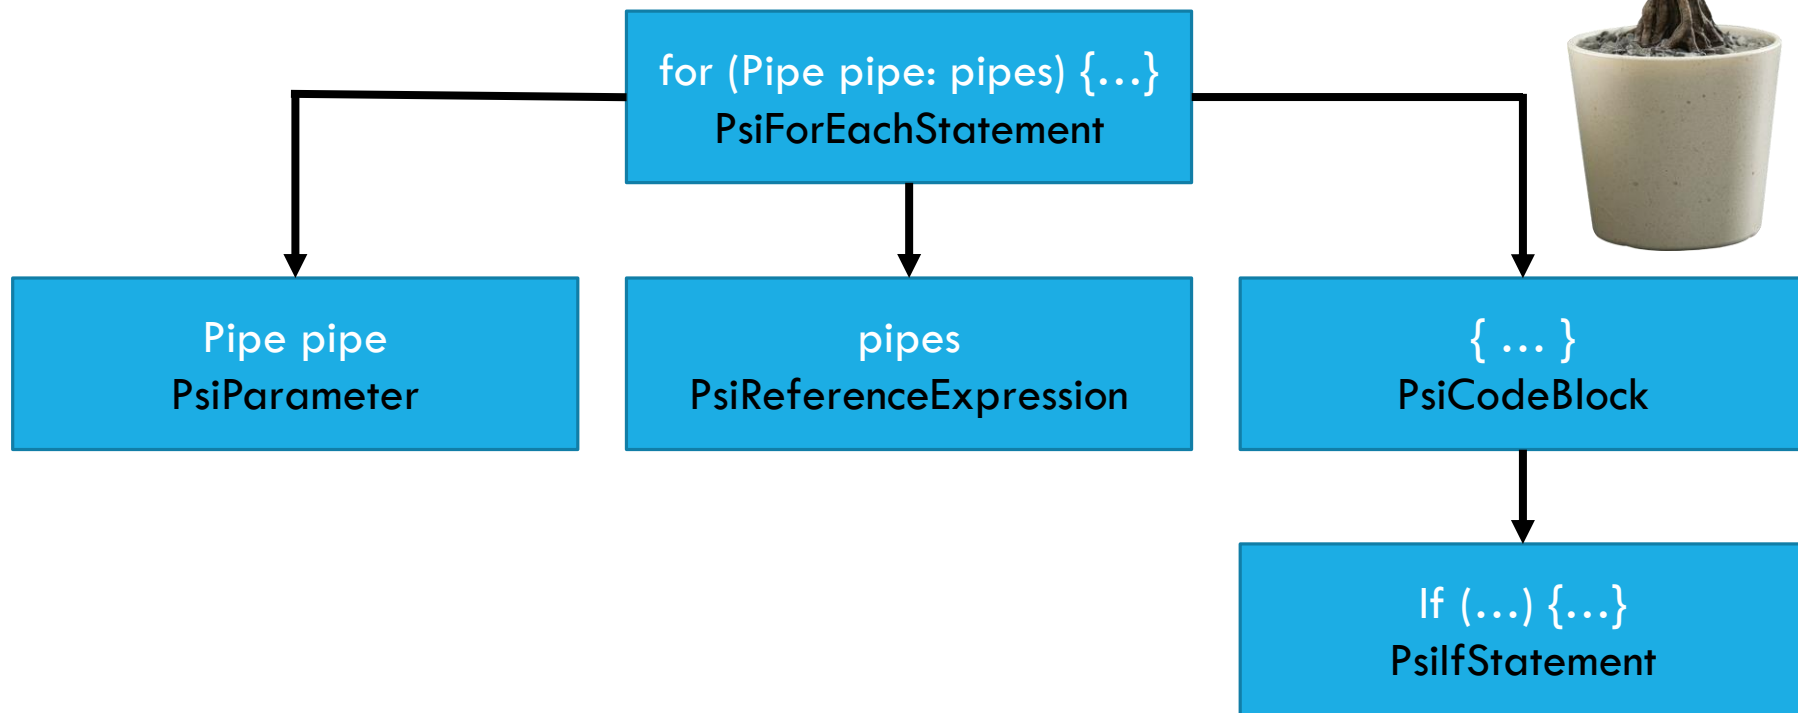 for (Pipe pipe: pipes) {...}
PsiForEachStatement
Pipe pipe
PsiParameter
pipes
PsiReferenceExpression
{ ... }
PsiCodeBlock
If (...) {...}
PsiIfStatement